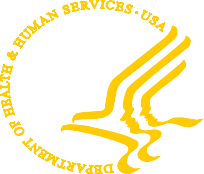 DEPARTMENT OF HEALTH & HUMAN SERVICES · USA